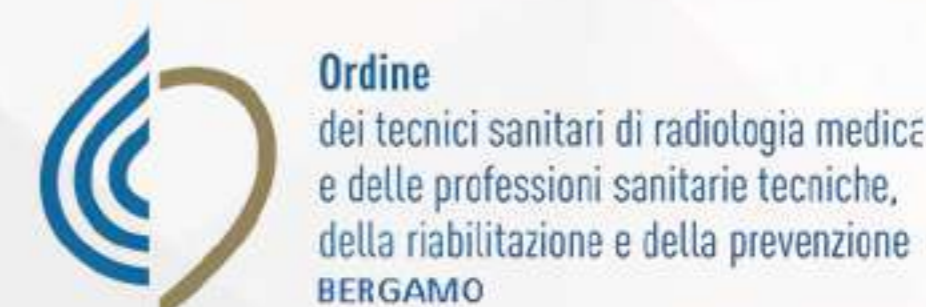 Ordine
dei tecnici sanitari di radiologia medica
e delle professioni sanitarie tecniche,
della riabilitazione e della prevenzione
BERGAMO